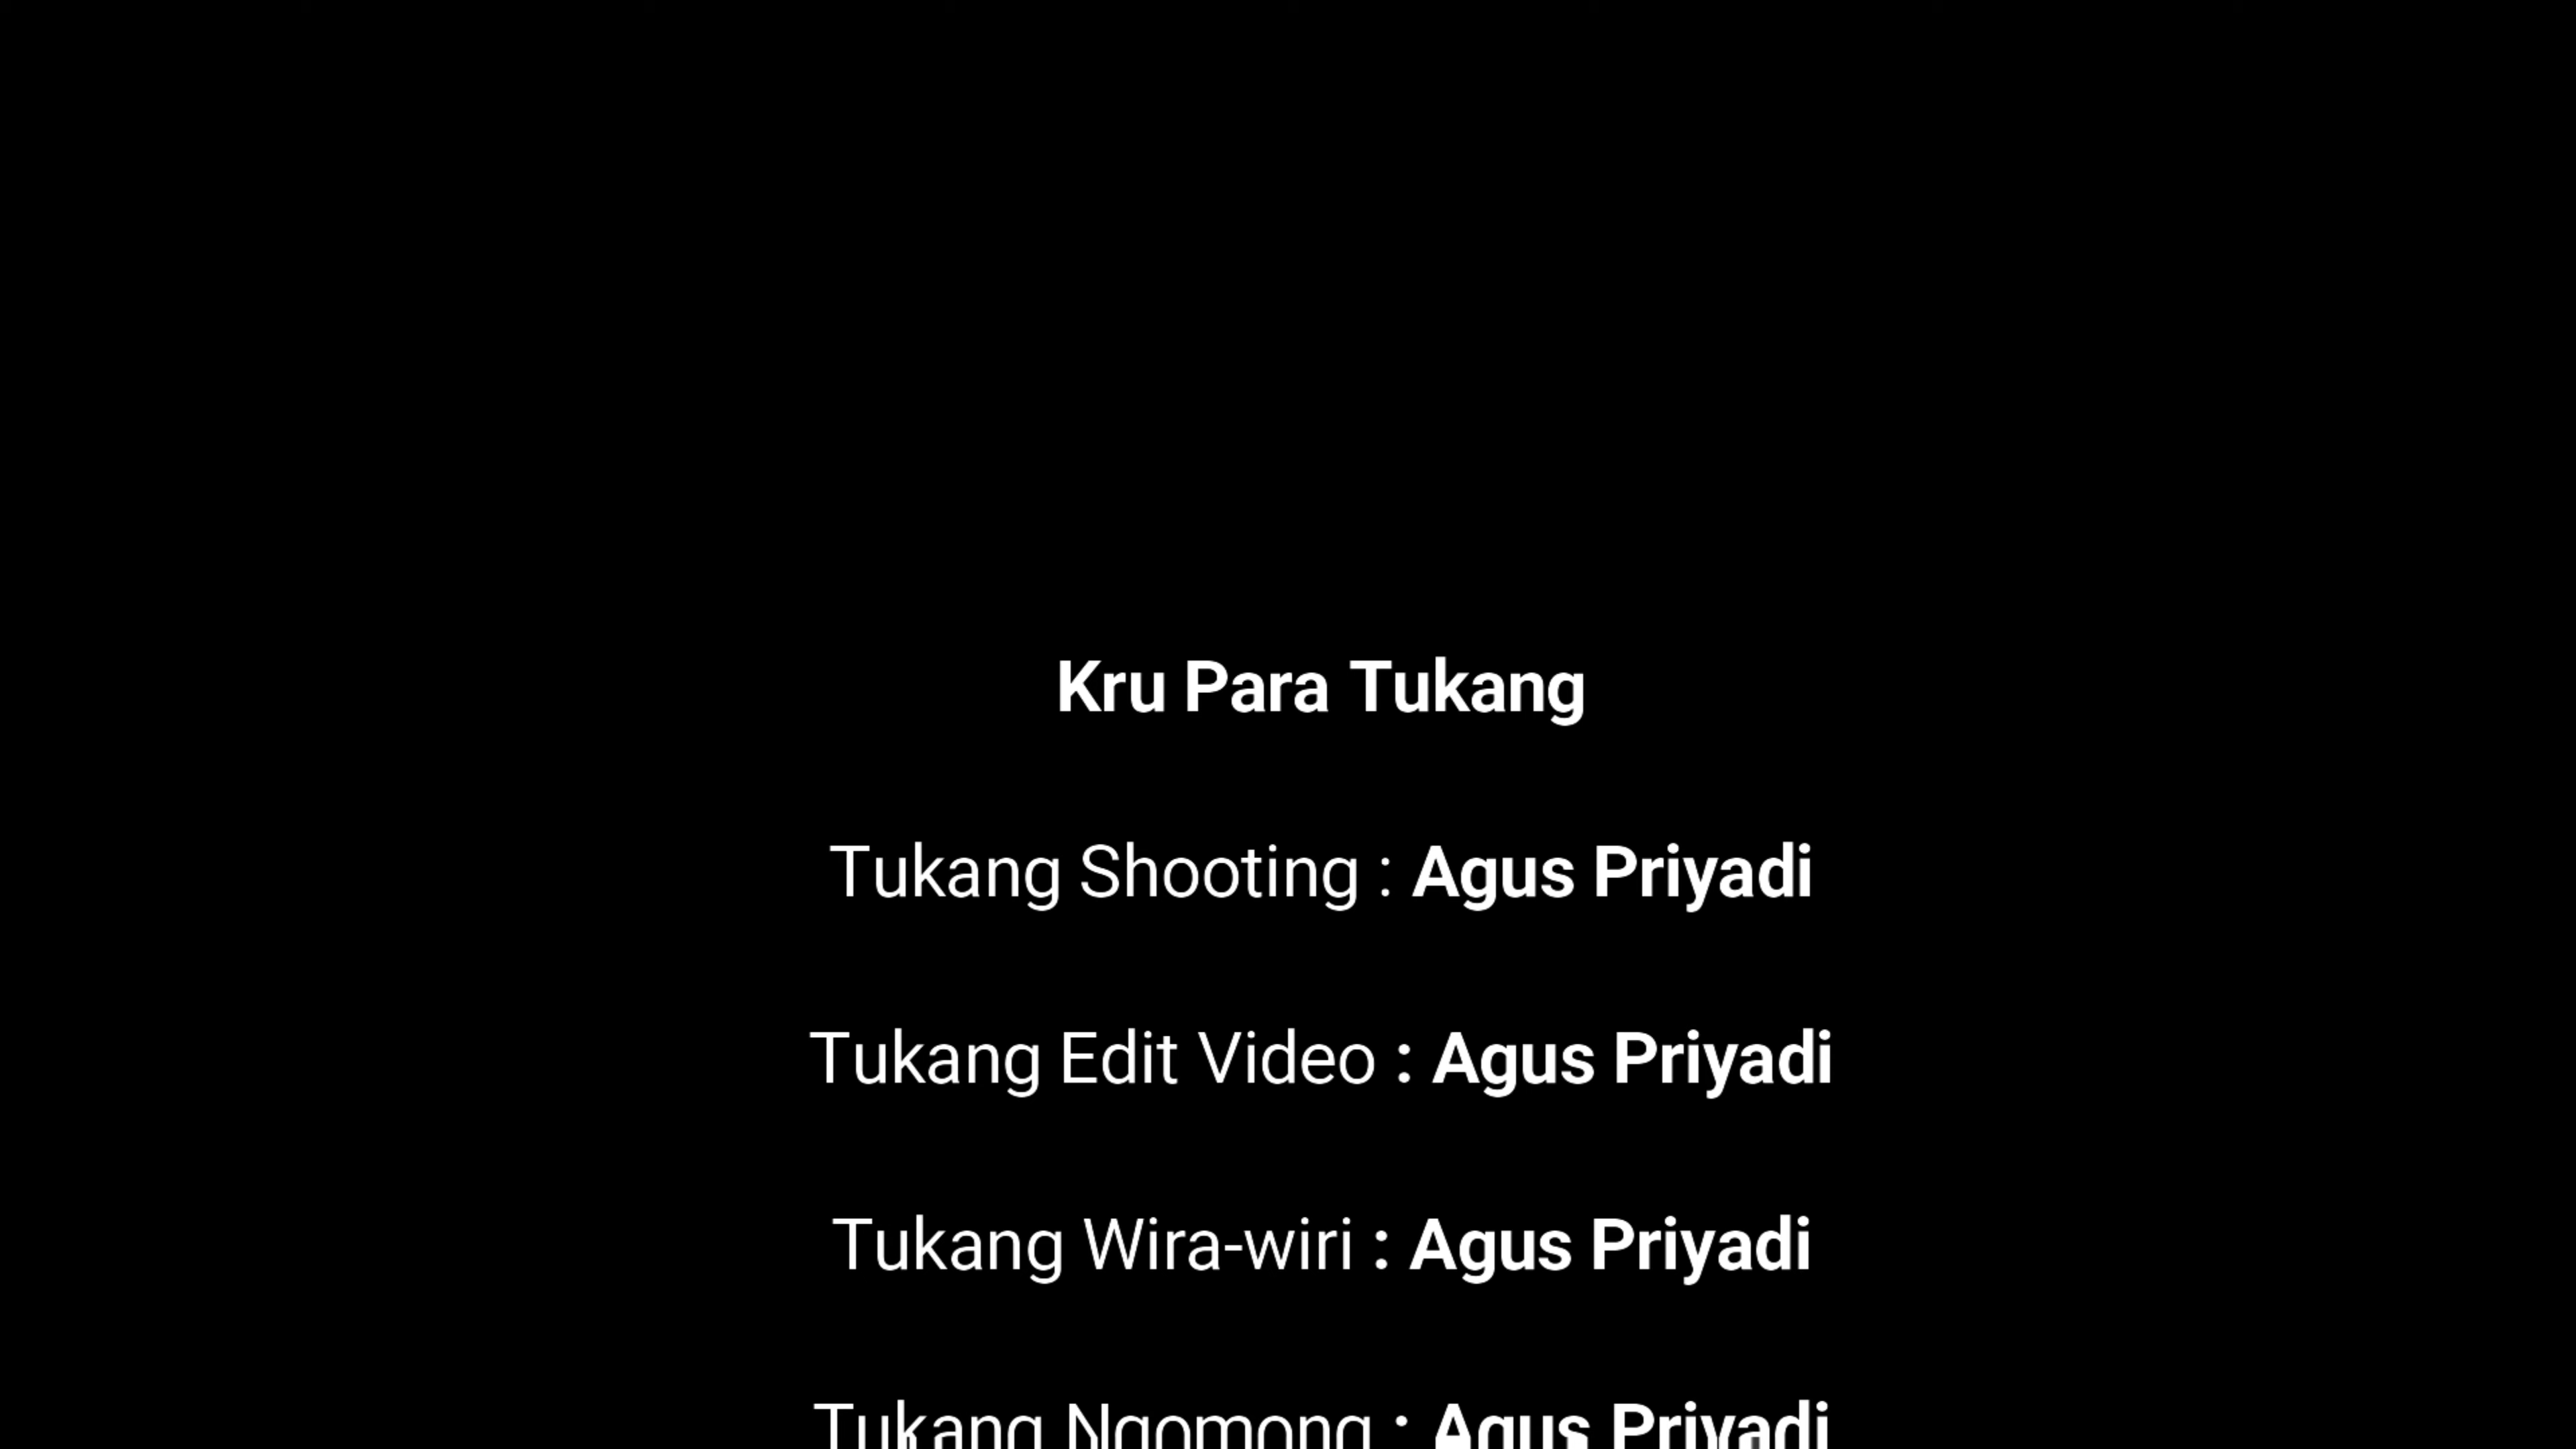 Kru Para Tukang
Tukang Shooting : Agus Priyadi
Tukang Edit Video : Agus Priyadi
Tukang Wira-wiri : Agus Priyadi
Tukang Ngomong : Agus Priyadi